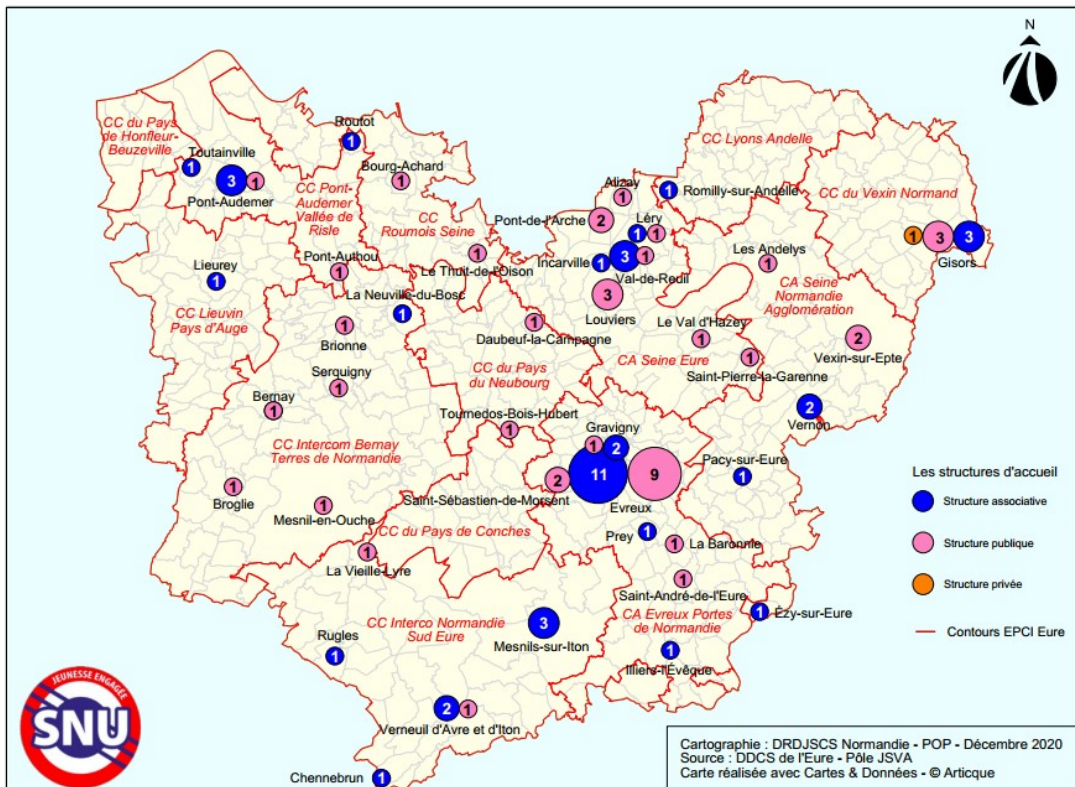 N
CC du Pays
de Honfleur-
Beuzeville
Toutainville
1
3
1
Pont-Audemer
Routot
1
Bourg-Achard
1
CC Pont-
Audemer
Vallée de
Risle
CC
Roumois Seine
CC Lyons Andelle
Alizay
1
1
Romilly-sur-Andelle
CC du Vexin Normand
Pont-de-l'Arche
2
Léry
1
1
1
3
3
Gisors
Incarville
1
3
1
Val-de-Reuil
Les Andelys
1
Lieurey
1
Pont-Authou
1
Le Thuit-de-l'Oison
1
3
Louviers
CA Seine
Normandie
Agglomération
CC Lieuvin
Pays d'Auge
La Neuville-du-Bosc
1
Brionne
1
Daubeuf-la-Campagne
1
Le Val d'Hazey
1
CA Seine Eure
1
Saint-Pierre-la-Garenne
2
Vexin-sur-Epte
CC du Pays
du Neubourg
Serquigny
1
Bernay
1
2
Vernon
Tournedos-Bois-Hubert
1
Gravigny
1
2
CC Intercom Bernay
Terres de Normandie
11
9
Evreux
2
Saint-Sébastien-de-Morsent
Pacy-sur-Eure
1
Broglie
1
Mesnil-en-Ouche
1
CC du Pays de Conches
Prey
1
1
La Baronnie
La Vieille-Lyre
1
1
Saint-André-de-l'Eure
CC Interco Normandie
Sud Eure
3
Mesnils-sur-Iton
CA Evreux Portes
de Normandie
1
Ézy-sur-Eure
Rugles
1
1
Illiers-l'Évêque
2
1
Verneuil d'Avre et d'Iton
Chennebrun
1
Les structures d'accueil
Structure associative
Structure publique
Structure privée
Contours EPCI Eure
JEUNESSE ENGAGÉE
SNU
Cartographie : DRDJSCS Normandie - POP - Décembre 2020
Source : DDCS de l'Eure - Pôle JSVA
Carte réalisée avec Cartes & Données - © Articque